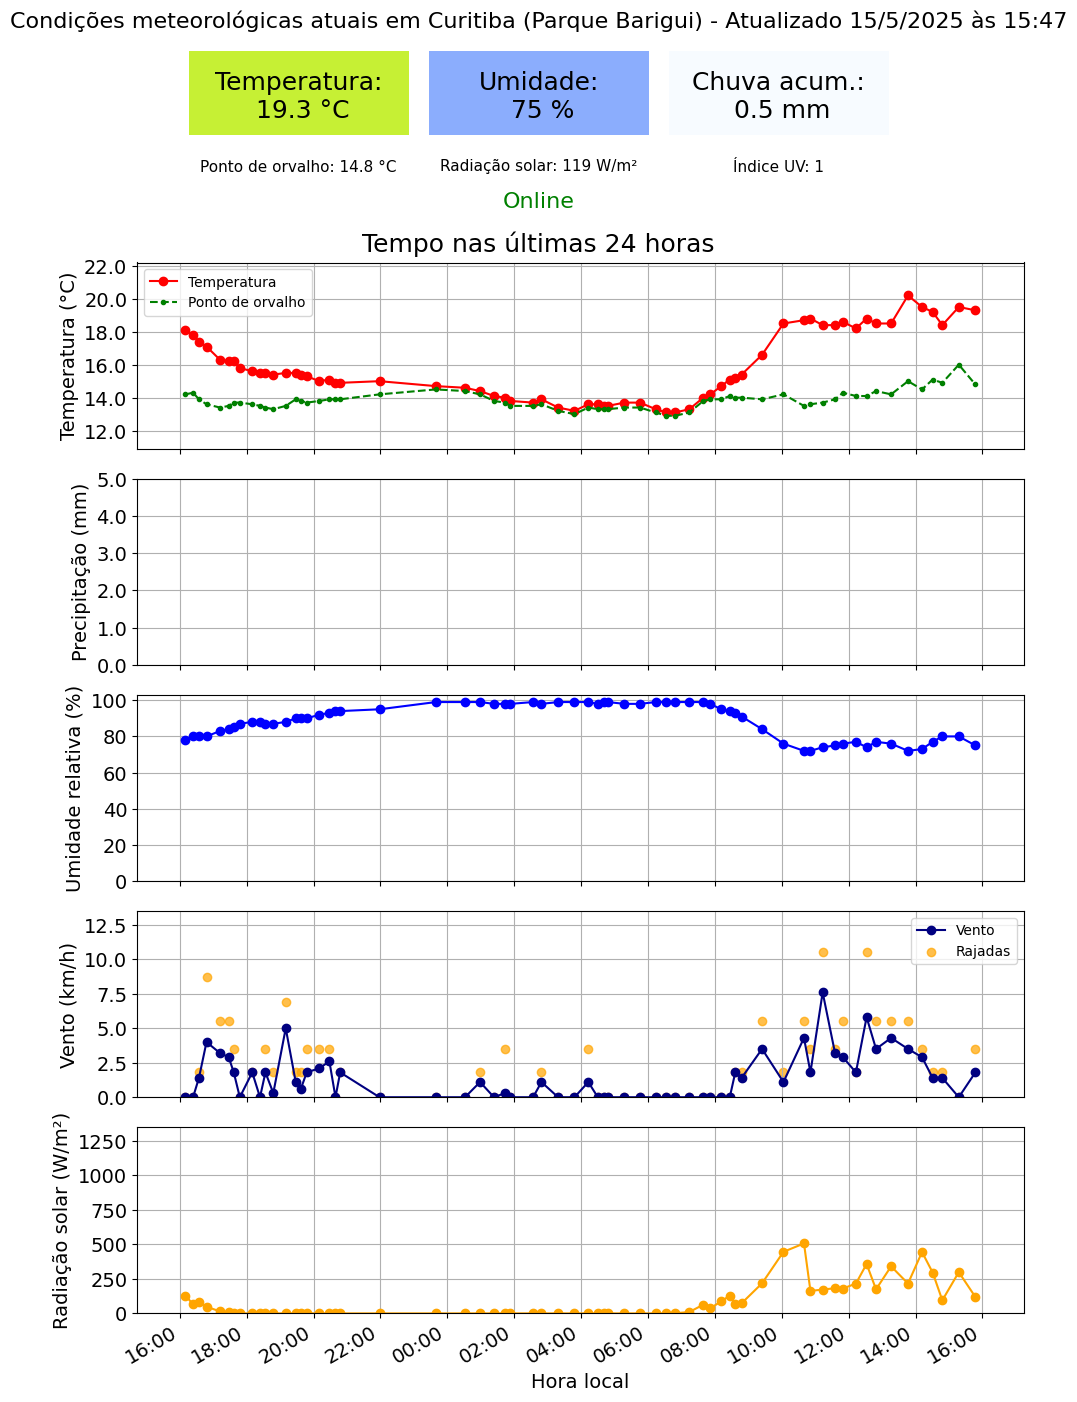 Condições meteorológicas atuais em Curitiba (Parque Barigui) - Atualizado 15/5/2025 às 15:47
Temperatura:
19.3 °C
Umidade:
75 %
Chuva acum.:
0.5 mm
Ponto de orvalho: 14.8 °C
Radiação solar: 119 W/m²
Índice UV: 1
Online
Tempo nas últimas 24 horas
Temperatura (°C)
22.0
20.0
18.0
16.0
14.0
12.0
Temperatura
Ponto de orvalho
Precipitação (mm)
5.0
4.0
3.0
2.0
1.0
0.0
Umidade relativa (%)
100
80
60
40
20
0
Vento (km/h)
12.5
10.0
7.5
5.0
2.5
0.0
Vento
Rajadas
Radiação solar (W/m²)
1250
1000
750
500
250
0
16:00
18:00
20:00
22:00
00:00
02:00
04:00
06:00
08:00
10:00
12:00
14:00
16:00
Hora local